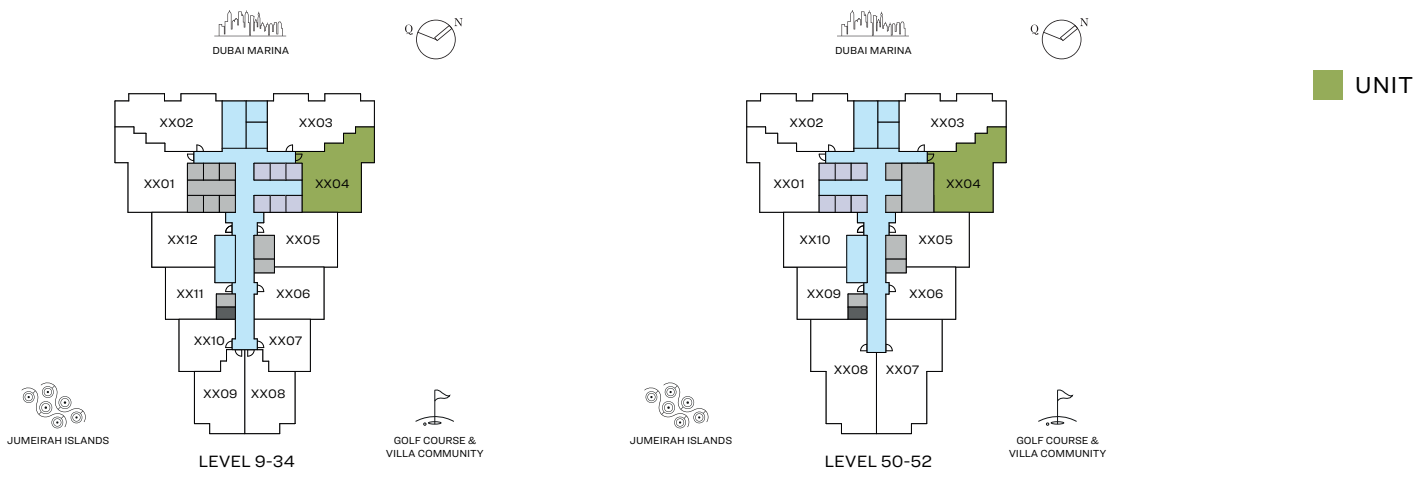 DUBAI MARINA
Q N
XX02
XX03
XX01
XX04
XX12
XX05
XX11
XX06
XX10
XX07
XX09
XX08
JUMEIRAH ISLANDS
GOLF COURSE &
VILLA COMMUNITY
LEVEL 9-34
DUBAI MARINA
Q N
XX02
XX03
XX01
XX04
XX10
XX05
XX09
XX06
XX08
XX07
JUMEIRAH ISLANDS
GOLF COURSE &
VILLA COMMUNITY
LEVEL 50-52
UNIT